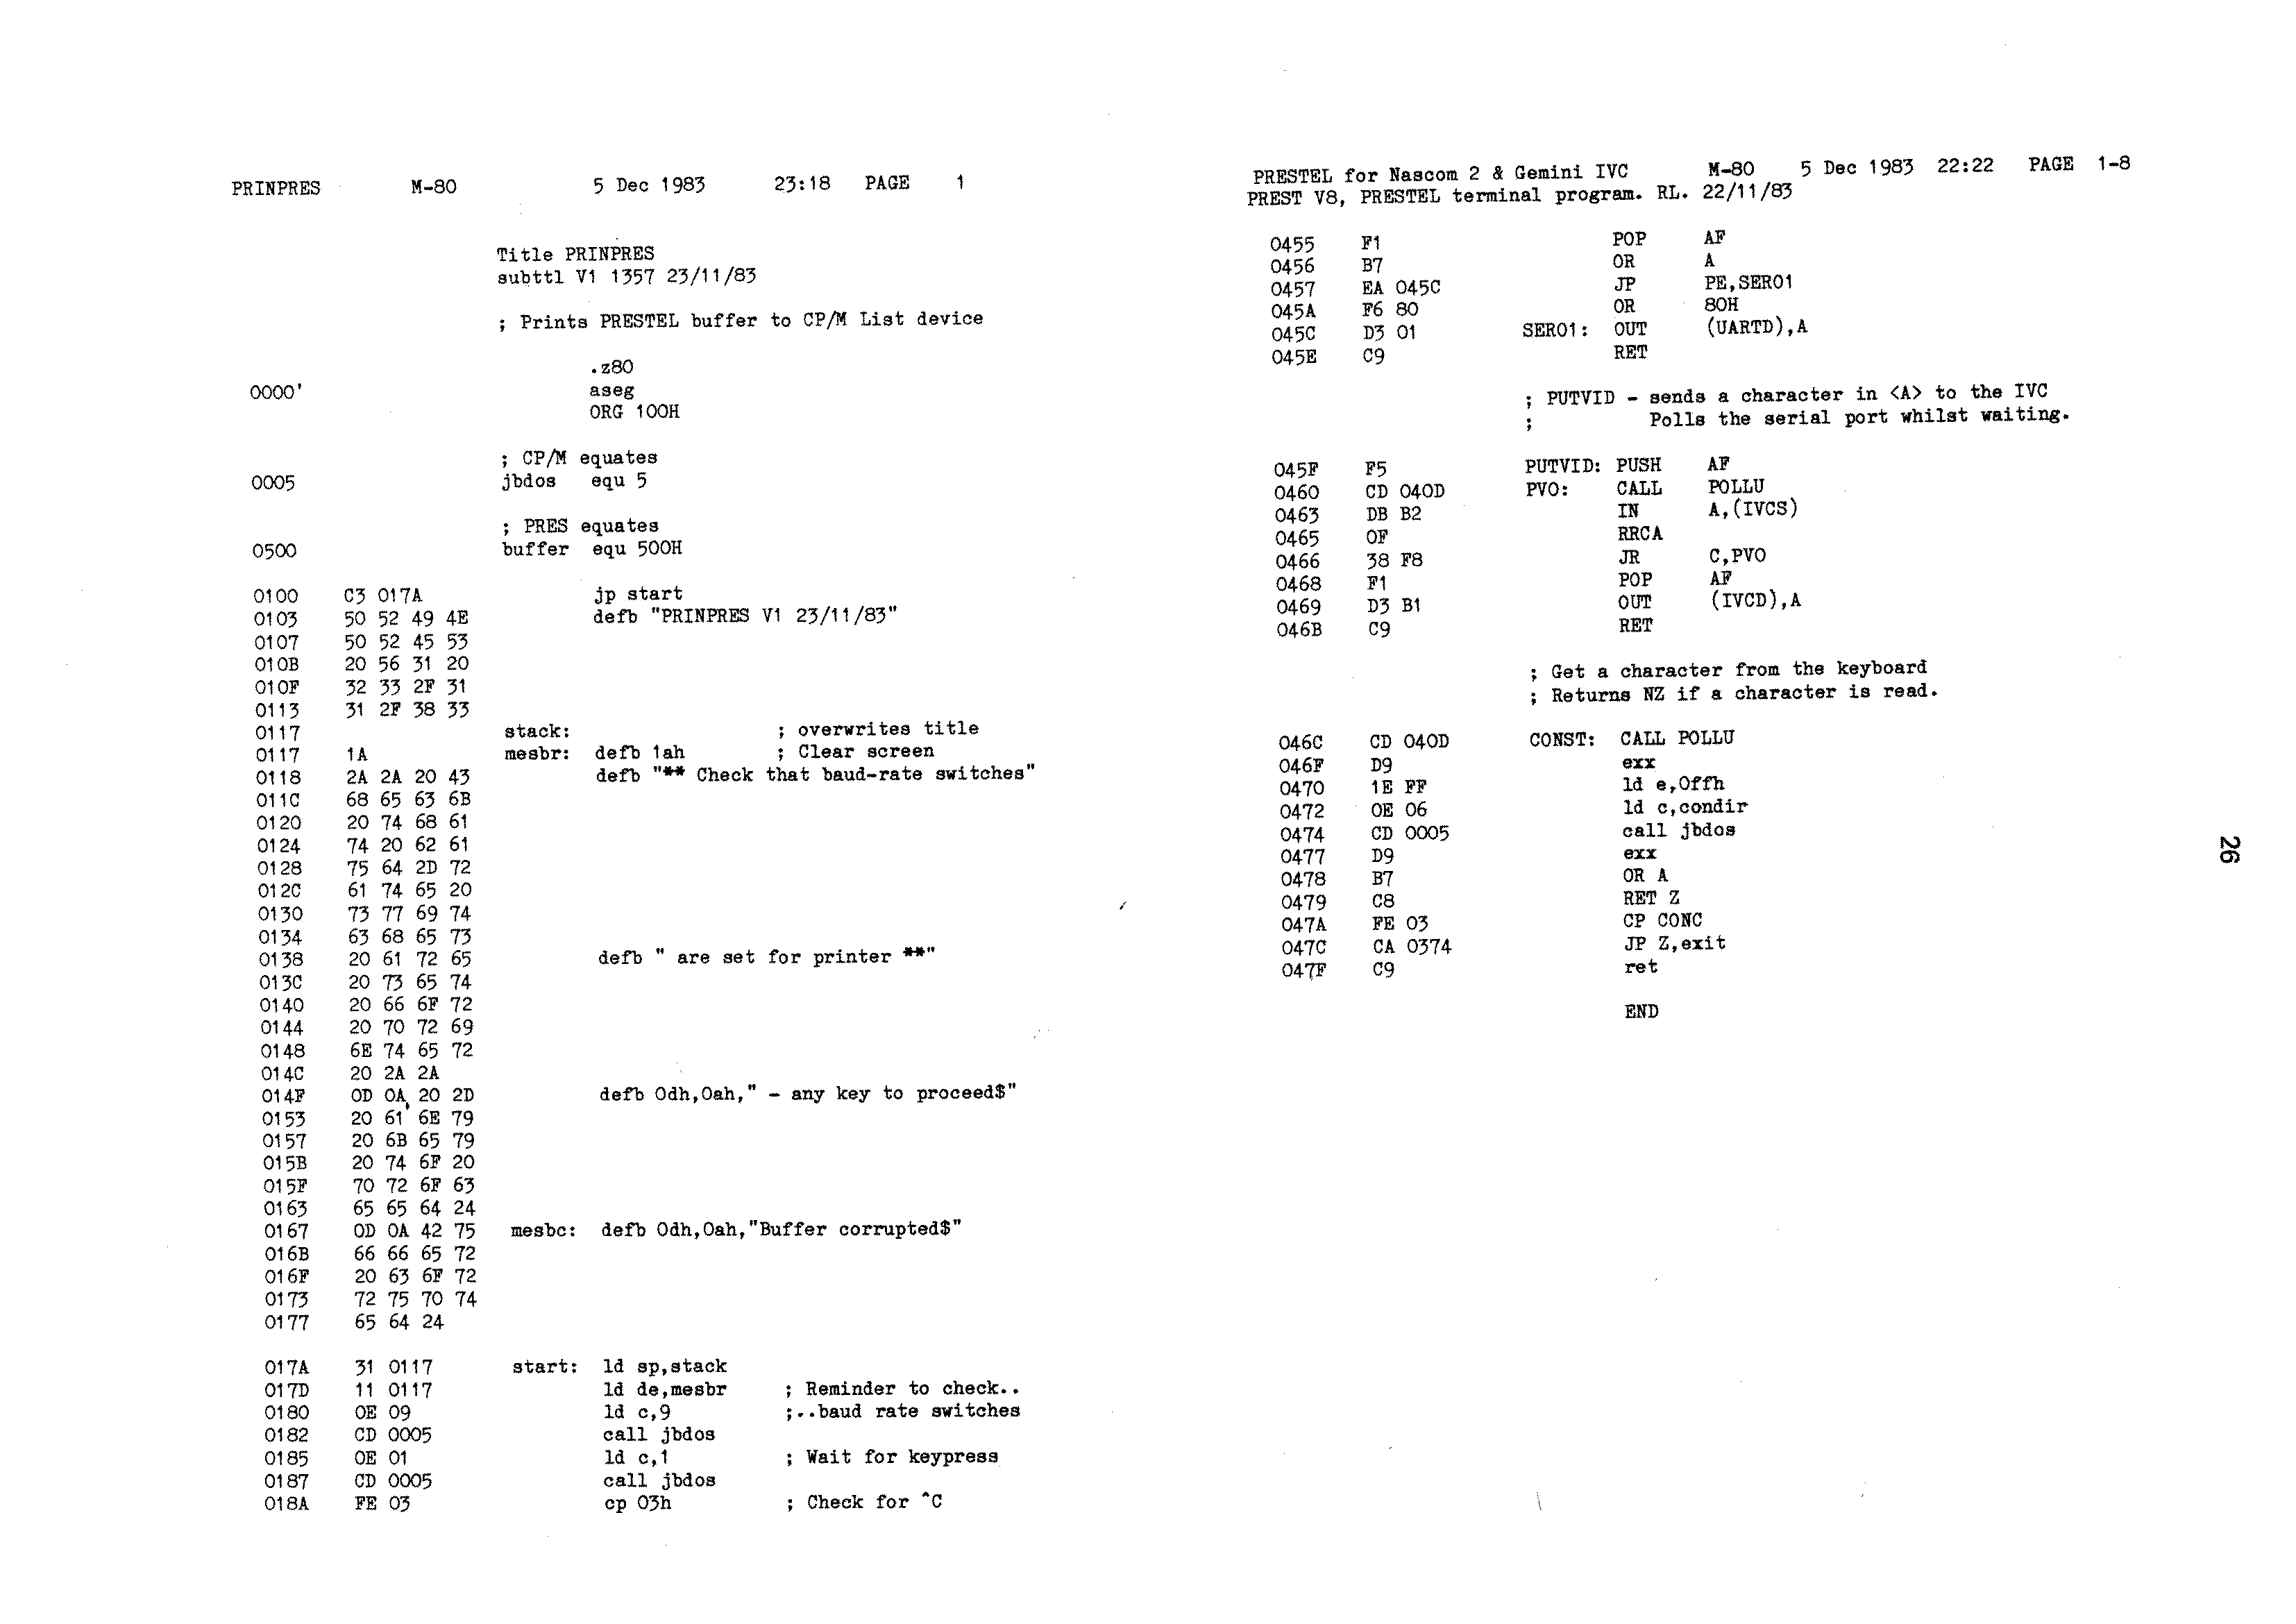 PRINPRES M-80 5 Dec 1983 23:18 PAGE 1
Title PRINPRES
subttl V1 1357 23/11/83
; Prints PRESTEL buffer to CP/M List device
.z80
0000' aseg
ORG 100H
; CP/M equates
0005 jbdos equ 5
; PRES equates
0500 buffer equ 500H
0100 C3 017A jp start
0103 50 52 49 4E defb "PRINPRES V1 23/11/83"
0107 50 52 45 53
010B 20 56 31 20
010F 32 33 2F 31
0113 31 2F 38 33
0117 stack: ; overwrites title
0117 1A mesbr: defb 1ah ; Clear screen
0118 2A 2A 20 43 defb "** Check that baud-rate switches"
011C 68 65 63 6B
0120 20 74 68 61
0124 74 20 62 61
0128 75 64 2D 72
012C 61 74 65 20
0130 73 77 69 74
0134 63 68 65 73
0138 20 61 72 65 defb " are set for printer **"
013C 20 73 65 74
0140 20 66 6F 72
0144 20 70 72 69
0148 6E 74 65 72
014C 20 2A 2A
014F 0D 0A 20 2D defb 0dh,0ah," - any key to proceed$"
0153 20 61 6E 79
0157 20 6B 65 79
015B 20 74 6F 20
015F 70 72 6F 63
0163 65 65 64 24
0167 0D 0A 42 75 mesbc: defb 0dh,0ah,"Buffer corrupted$"
016B 66 66 65 72
016F 20 63 6F 72
0173 72 75 70 74
0177 65 64 24
017A 31 0117 start: ld sp,stack
017D 11 0117 ld de,mesbr ; Reminder to check..
0180 0E 09 ld c,9 ;..baud rate switches
0182 CD 0005 call jbdos
0185 0E 01 ld c,1 ; Wait for keypress
0187 CD 0005 call jbdos
018A FE 03 cp 03h ; Check for ^C
PRESTEL for Nascom 2 & Gemini IVC M-80 5 Dec 1983 22:22 PAGE 1-8
PREST V8, PRESTEL terminal program. RL. 22/11/83
0455 F1 POP AF
0456 B7 OR A
0457 EA 045C JP PE,SER01
045A F6 80 OR 80H
045C D3 01 SER01: OUT (UARTD),A
045E C9 RET
; PUTVID - sends a character in <A> to the IVC
; Polls the serial port whilst waiting.
045F F5 PUTVID: PUSH AF
0460 CD 040D PV0: CALL POLLU
0463 DB B2 IN A,(IVCS)
0465 0F RRCA
0466 38 F8 JR C,PV0
0468 F1 POP AF
0469 D3 B1 OUT (IVCD),A
046B C9 RET
; Get a character from the keyboard
; Returns NZ if a character is read.
046C CD 040D CONST: CALL POLLU
046F D9 exx
0470 1E FF ld e,0ffh
0472 0E 06 ld c,condir
0474 CD 0005 call jbdos
0477 D9 exx
0478 B7 OR A
0479 C8 RET Z
047A FE 03 CP CONC
047C CA 0374 JP Z,exit
047F C9 ret
END
26